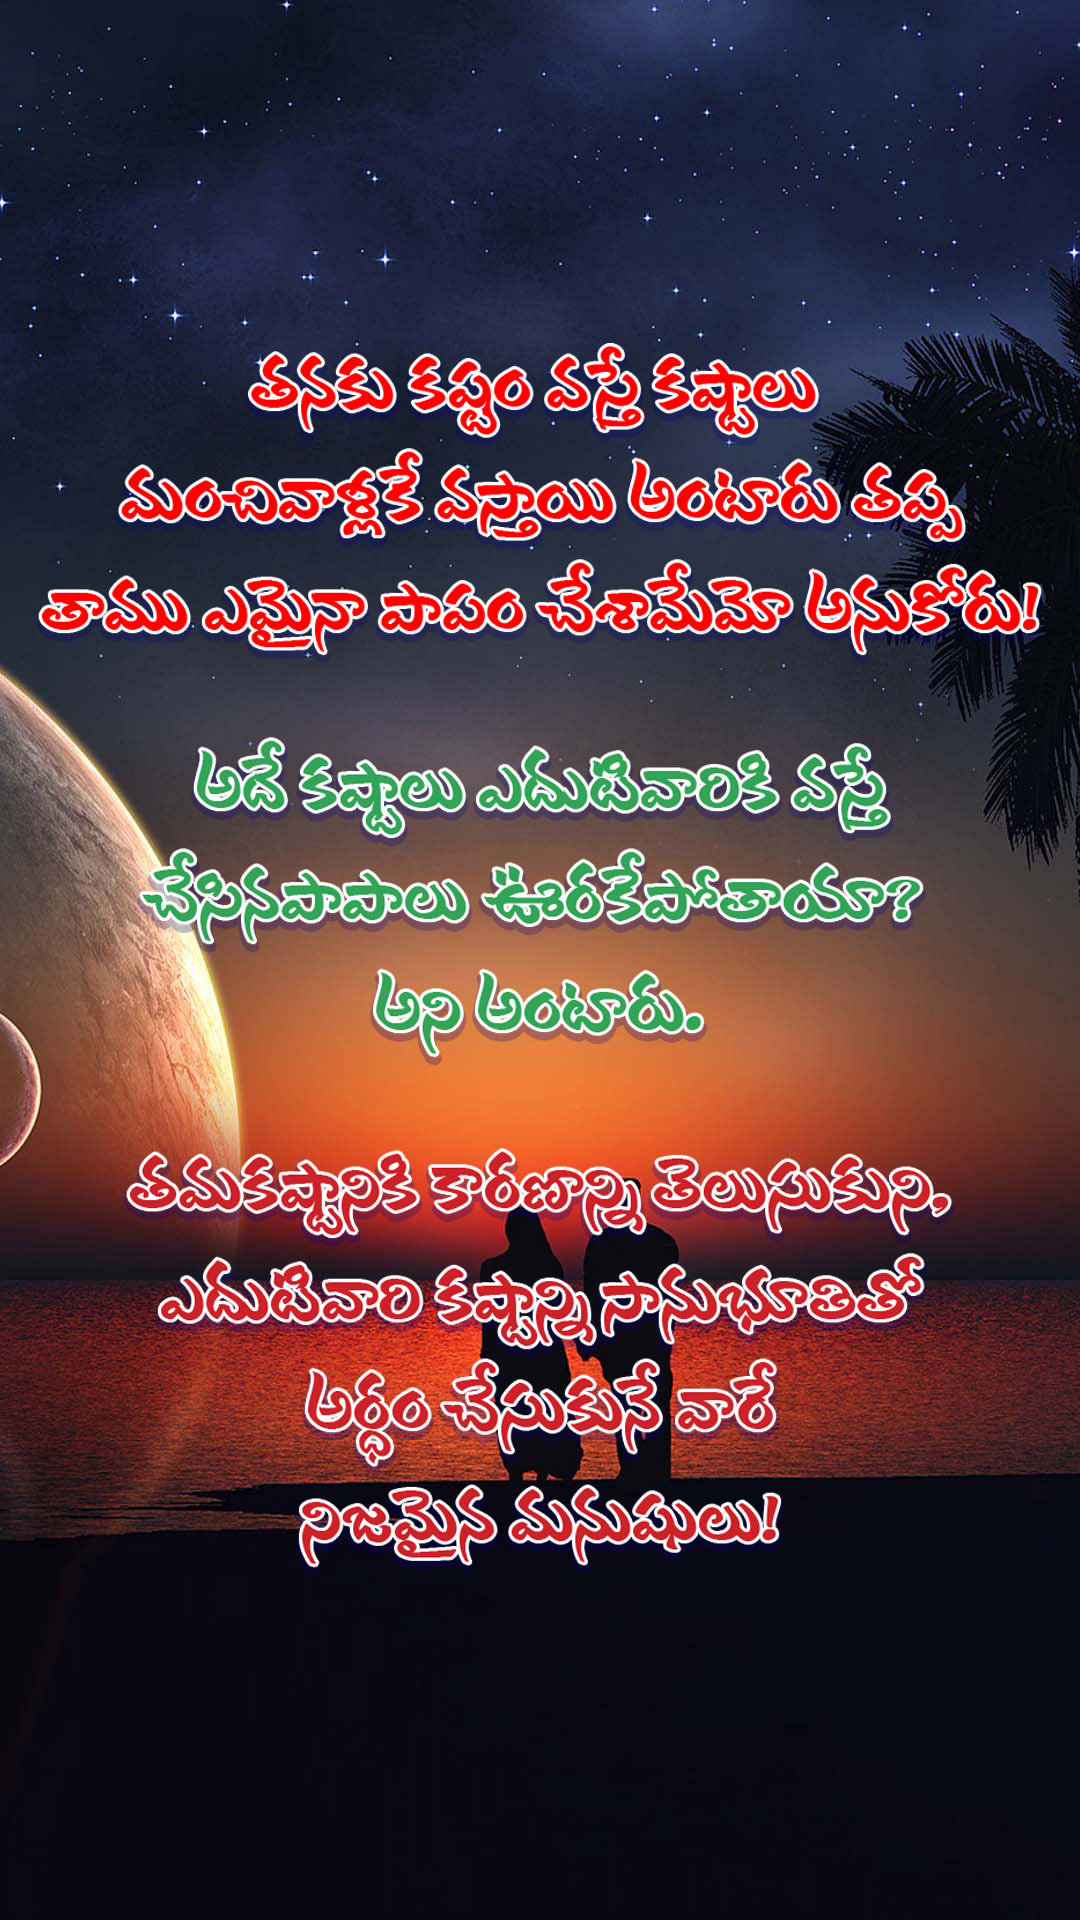 తనకు కష్టం వస్తే కష్టాలు
మంచివాళ్లకే వస్తాయి అంటారు తప్ప
తాము ఎమైనా పాపం చేశామేమో అనుకోరు!
అదే కష్టాలు ఎదుటివారికి వస్తే
చేసినపాపాలు ఊరకేపోతాయా?
అని అంటారు.
తమకష్టానికి కారణాన్ని తెలుసుకుని,
ఎదుటివారి కష్టాన్ని సానుభూతితో
అర్ధం చేసుకునే వారే
నిజమైన మనుషులు!